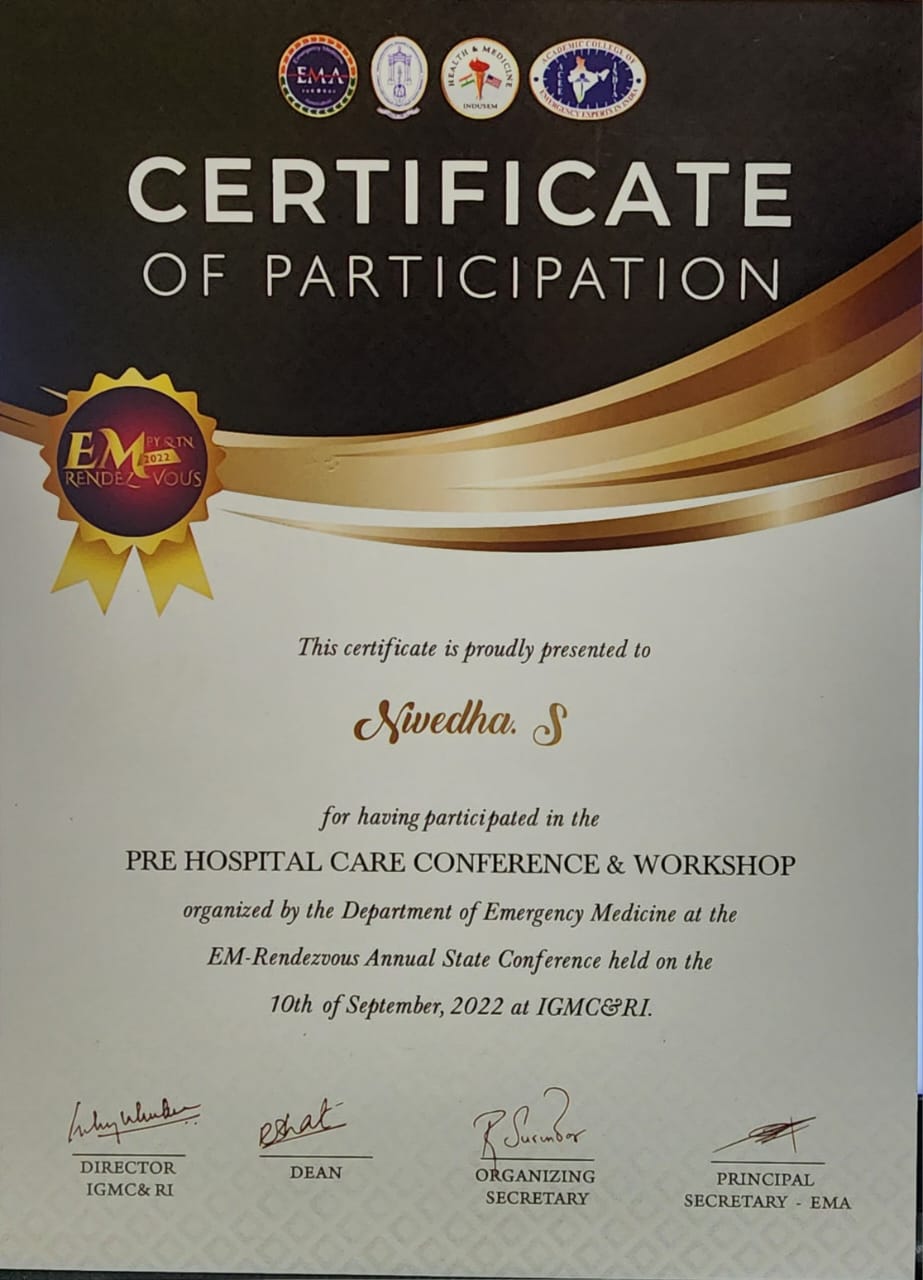 EMA
HEALTH & MEDICINE
INDUSEM
ACADEMIC COLLEGE OF
EMERGENCY EXPERTS IN INDIA
CERTIFICATE
OF PARTICIPATION
EM PY & TN
2022
RENDEZVOUS
This certificate is proudly presented to
Nivedha. S
for having participated in the
PRE HOSPITAL CARE CONFERENCE & WORKSHOP
organized by the Department of Emergency Medicine at the
EM-Rendezvous Annual State Conference held on the
10th of September, 2022 at IGMC&RI.
DIRECTOR
IGMC& RI
DEAN
ORGANIZING
SECRETARY
PRINCIPAL
SECRETARY - EMA